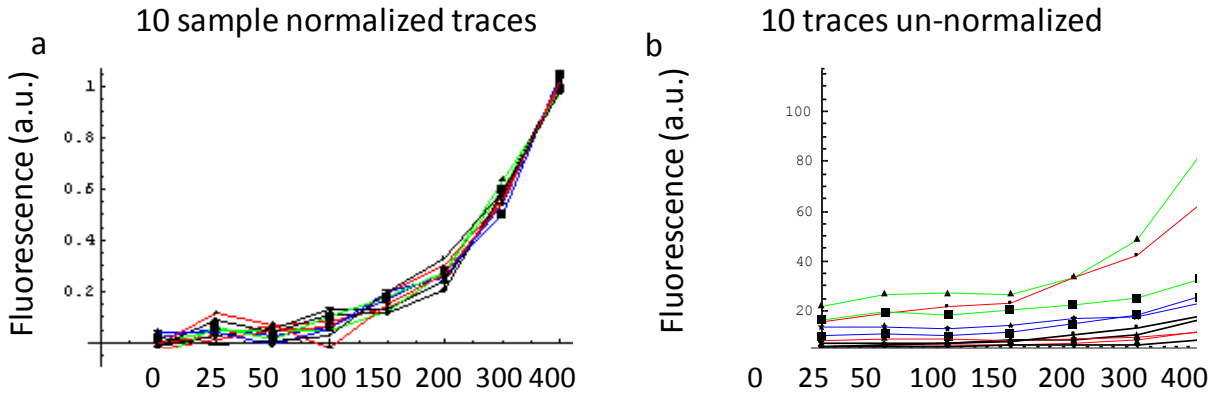 10 sample normalized traces
10 traces un-normalized
a
b
Fluorescence (a.u.)
1
0.8
0.6
0.4
0.2
0 25 50 100 150 200 300 400
Fluorescence (a.u.)
100
80
60
40
20
0 25 50 100 150 200 300 400